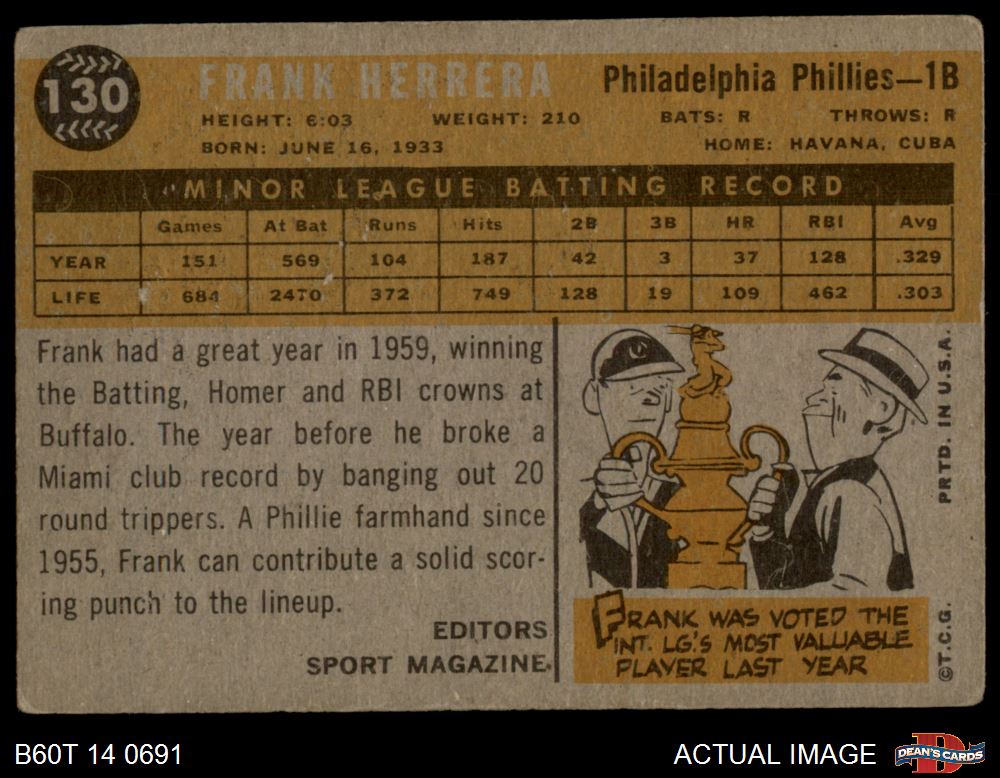 130
FRANK HERRERA
Philadelphia Phillies—1B
HEIGHT: 6:03 WEIGHT: 210 BATS: R THROWS: R
BORN: JUNE 16, 1933 HOME: HAVANA, CUBA
MINOR LEAGUE BATTING RECORD
Games At Bat Runs Hits 2B 3B HR RBI Avg
YEAR 151 569 104 187 42 3 37 128 .329
LIFE 684 2470 372 749 128 19 109 462 .303
Frank had a great year in 1959, winning
the Batting, Homer and RBI crowns at
Buffalo. The year before he broke a
Miami club record by banging out 20
round trippers. A Phillie farmhand since
1955, Frank can contribute a solid scor-
ing punch to the lineup.
EDITORS
SPORT MAGAZINE
FRANK WAS VOTED THE
INT. LG.'S MOST VALUABLE
PLAYER LAST YEAR
©T.C.G. PRTD. IN U.S.A.
B60T 14 0691
ACTUAL IMAGE
D
DEAN'S CARDS